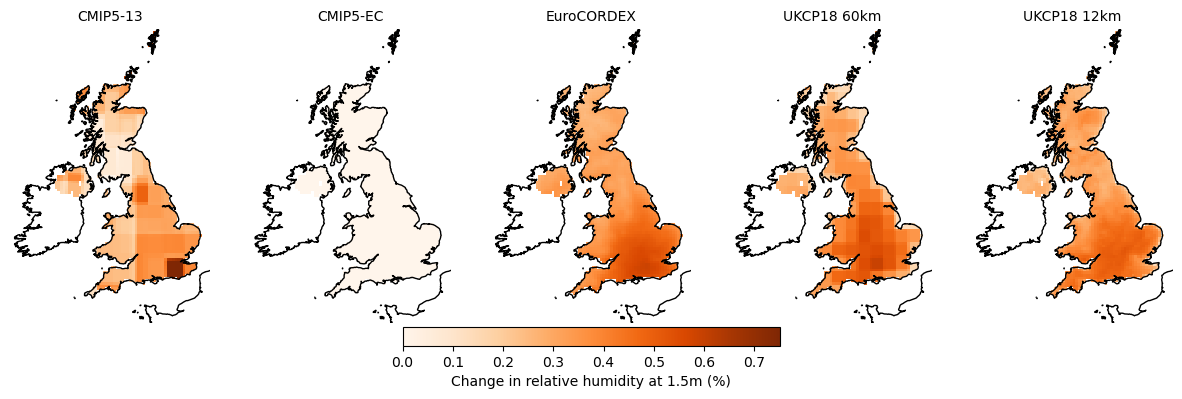 CMIP5-13 CMIP5-EC EuroCORDEX UKCP18 60km UKCP18 12km
0.0 0.1 0.2 0.3 0.4 0.5 0.6 0.7
Change in relative humidity at 1.5m (%)